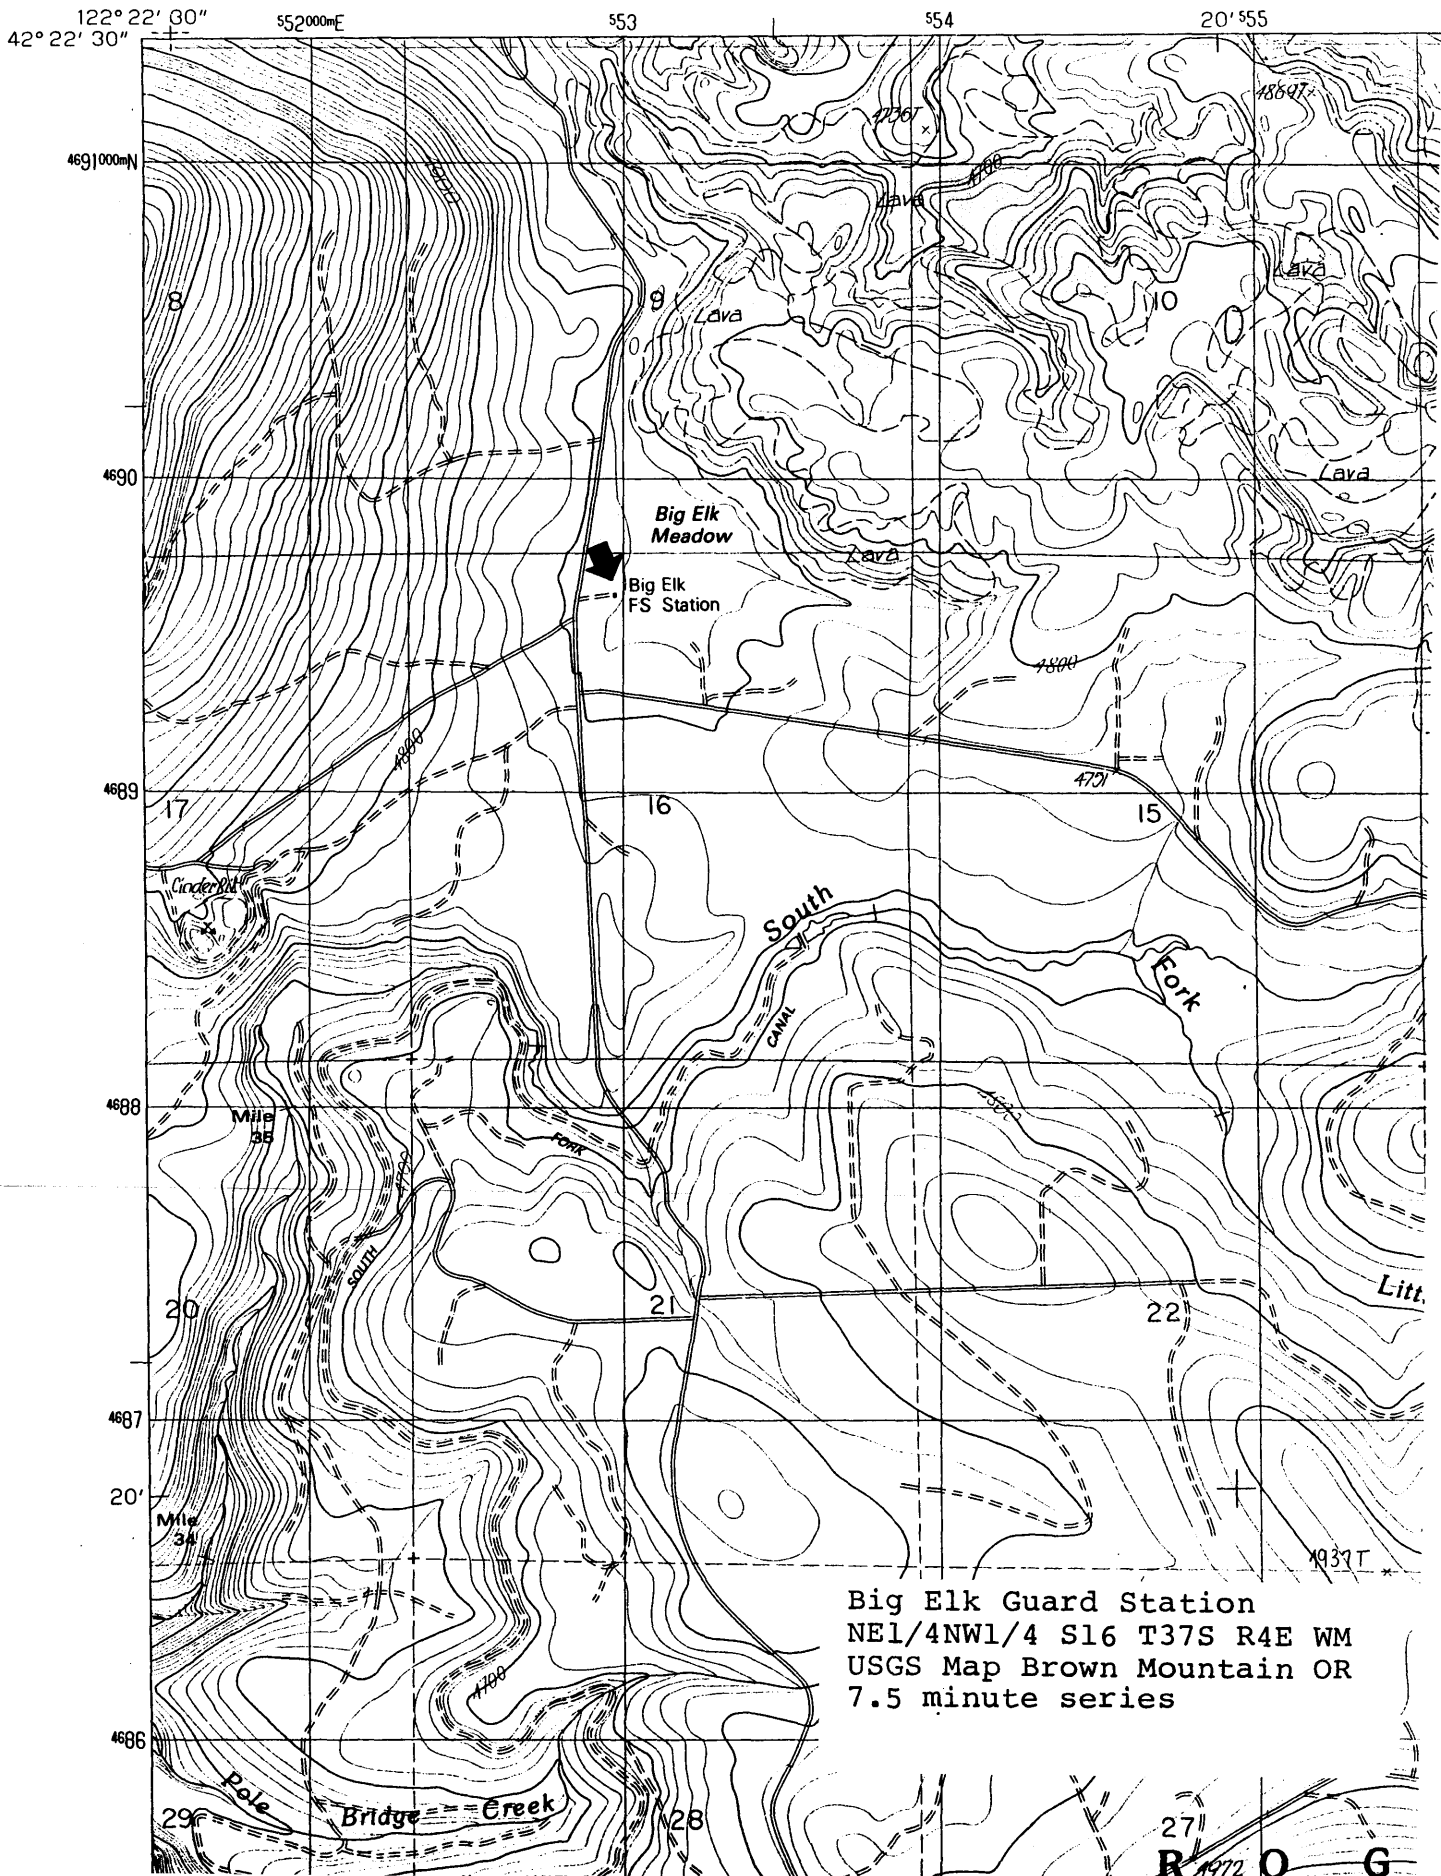 122° 22' 30"
552000mE
553
554
20' 555
42° 22' 30"
4736T
4869T
4691000mN
4700
Lava
Lava
8
9
10
Lava
4690
Lava
Big Elk
Meadow
Lava
Big Elk
FS Station
4800
4800
4689
17
16
4751
15
Cinder Pit
South
Fork
CANAL
4688
Mile
35
FORK
4700
SOUTH
20
21
22
Litt
4687
20'
Mile
34
4937T
Big Elk Guard Station
NE1/4NW1/4 S16 T37S R4E WM
USGS Map Brown Mountain OR
7.5 minute series
4700
4686
Pole
Bridge Creek
29
28
27
R 4972 O G